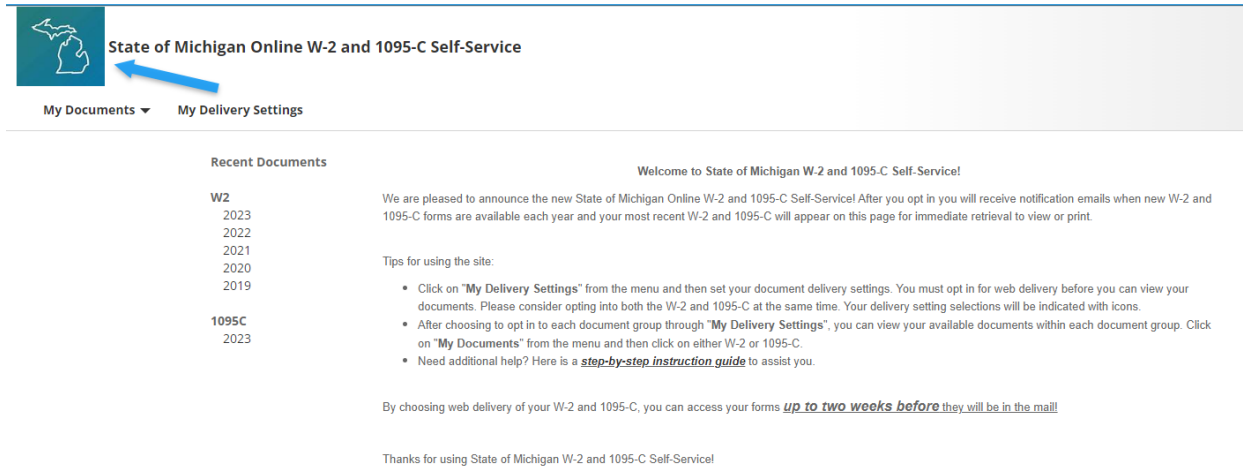 State of Michigan Online W-2 and 1095-C Self-Service
My Documents My Delivery Settings
Recent Documents
W2
2023
2022
2021
2020
2019
1095C
2023
Welcome to State of Michigan W-2 and 1095-C Self-Service!
We are pleased to announce the new State of Michigan Online W-2 and 1095-C Self-Service! After you opt in you will receive notification emails when new W-2 and
1095-C forms are available each year and your most recent W-2 and 1095-C will appear on this page for immediate retrieval to view or print.
Tips for using the site:
• Click on "My Delivery Settings" from the menu and then set your document delivery settings. You must opt in for web delivery before you can view your
documents. Please consider opting into both the W-2 and 1095-C at the same time. Your delivery setting selections will be indicated with icons.
• After choosing to opt in to each document group through "My Delivery Settings", you can view your available documents within each document group. Click
on "My Documents" from the menu and then click on either W-2 or 1095-C.
• Need additional help? Here is a step-by-step instruction guide to assist you.
By choosing web delivery of your W-2 and 1095-C, you can access your forms up to two weeks before they will be in the mail!
Thanks for using State of Michigan W-2 and 1095-C Self-Service!